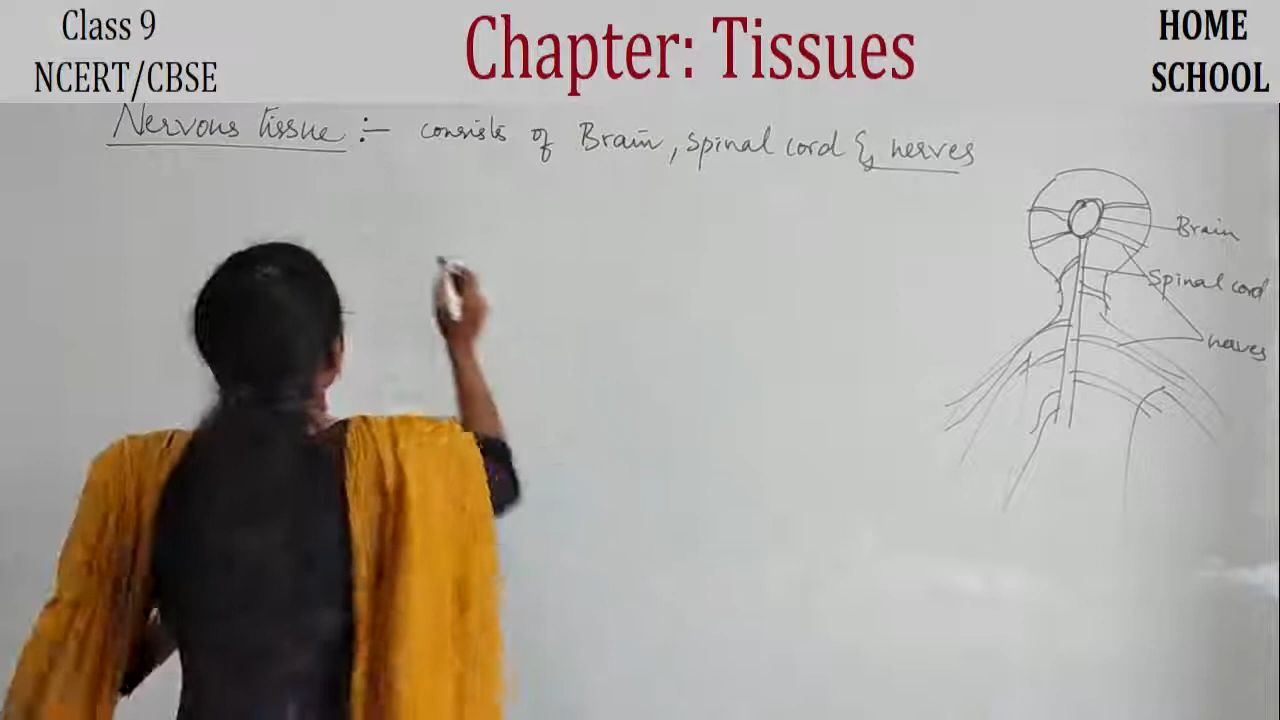 Class 9
NCERT/CBSE
Chapter: Tissues
HOME
SCHOOL
Nervous tissue :- consists of Brain, spinal cord & nerves
Brain
Spinal cord
nerves